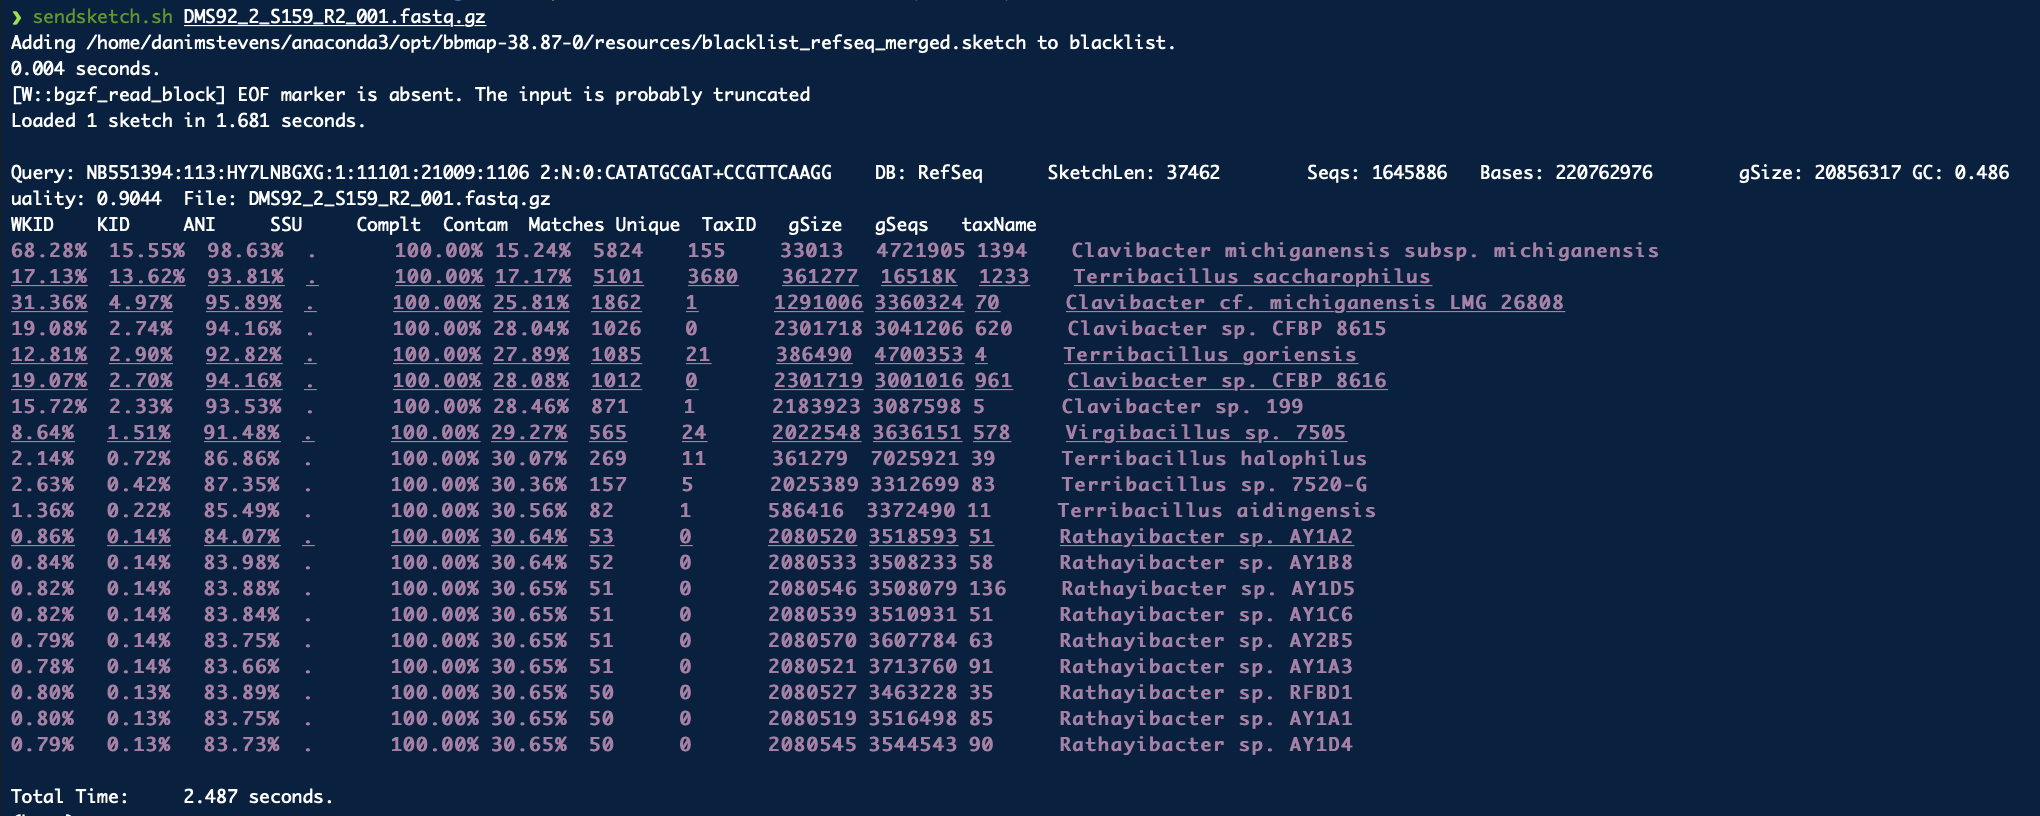 ❯ sendsketch.sh DMS92_2_S159_R2_001.fastq.gz
Adding /home/danimstevens/anaconda3/opt/bbmap-38.87-0/resources/blacklist_refseq_merged.sketch to blacklist.
0.004 seconds.
[W::bgzf_read_block] EOF marker is absent. The input is probably truncated
Loaded 1 sketch in 1.681 seconds.
Query: NB551394:113:HY7LNBGXG:1:11101:21009:1106 2:N:0:CATATGCGAT+CCGTTCAAGG DB: RefSeq SketchLen: 37462 Seqs: 1645886 Bases: 220762976 gSize: 20856317 GC: 0.486
uality: 0.9044 File: DMS92_2_S159_R2_001.fastq.gz
WKID KID ANI SSU Complt Contam Matches Unique TaxID gSize gSeqs taxName
68.28% 15.55% 98.63% . 100.00% 15.24% 5824 155 33013 4721905 1394 Clavibacter michiganensis subsp. michiganensis
17.13% 13.62% 93.81% . 100.00% 17.17% 5101 3680 361277 16518K 1233 Terribacillus saccharophilus
31.36% 4.97% 95.89% . 100.00% 25.81% 1862 1 1291006 3360324 70 Clavibacter cf. michiganensis LMG 26808
19.08% 2.74% 94.16% . 100.00% 28.04% 1026 0 2301718 3041206 620 Clavibacter sp. CFBP 8615
12.81% 2.90% 92.82% . 100.00% 27.89% 1085 21 386490 4700353 4 Terribacillus goriensis
19.07% 2.70% 94.16% . 100.00% 28.08% 1012 0 2301719 3001016 961 Clavibacter sp. CFBP 8616
15.72% 2.33% 93.53% . 100.00% 28.46% 871 1 2183923 3087598 5 Clavibacter sp. 199
8.64% 1.51% 91.48% . 100.00% 29.27% 565 24 2022548 3636151 578 Virgibacillus sp. 7505
2.14% 0.72% 86.86% . 100.00% 30.07% 269 11 361279 7025921 39 Terribacillus halophilus
2.63% 0.42% 87.35% . 100.00% 30.36% 157 5 2025389 3312699 83 Terribacillus sp. 7520-G
1.36% 0.22% 85.49% . 100.00% 30.56% 82 1 586416 3372490 11 Terribacillus aidingensis
0.86% 0.14% 84.07% . 100.00% 30.64% 53 0 2080520 3518593 51 Rathayibacter sp. AY1A2
0.84% 0.14% 83.98% . 100.00% 30.64% 52 0 2080533 3508233 58 Rathayibacter sp. AY1B8
0.82% 0.14% 83.88% . 100.00% 30.65% 51 0 2080546 3508079 136 Rathayibacter sp. AY1D5
0.82% 0.14% 83.84% . 100.00% 30.65% 51 0 2080539 3510931 51 Rathayibacter sp. AY1C6
0.79% 0.14% 83.75% . 100.00% 30.65% 51 0 2080570 3607784 63 Rathayibacter sp. AY2B5
0.78% 0.14% 83.66% . 100.00% 30.65% 51 0 2080521 3713760 91 Rathayibacter sp. AY1A3
0.80% 0.13% 83.89% . 100.00% 30.65% 50 0 2080527 3463228 35 Rathayibacter sp. RFBD1
0.80% 0.13% 83.75% . 100.00% 30.65% 50 0 2080519 3516498 85 Rathayibacter sp. AY1A1
0.79% 0.13% 83.73% . 100.00% 30.65% 50 0 2080545 3544543 90 Rathayibacter sp. AY1D4
Total Time: 2.487 seconds.